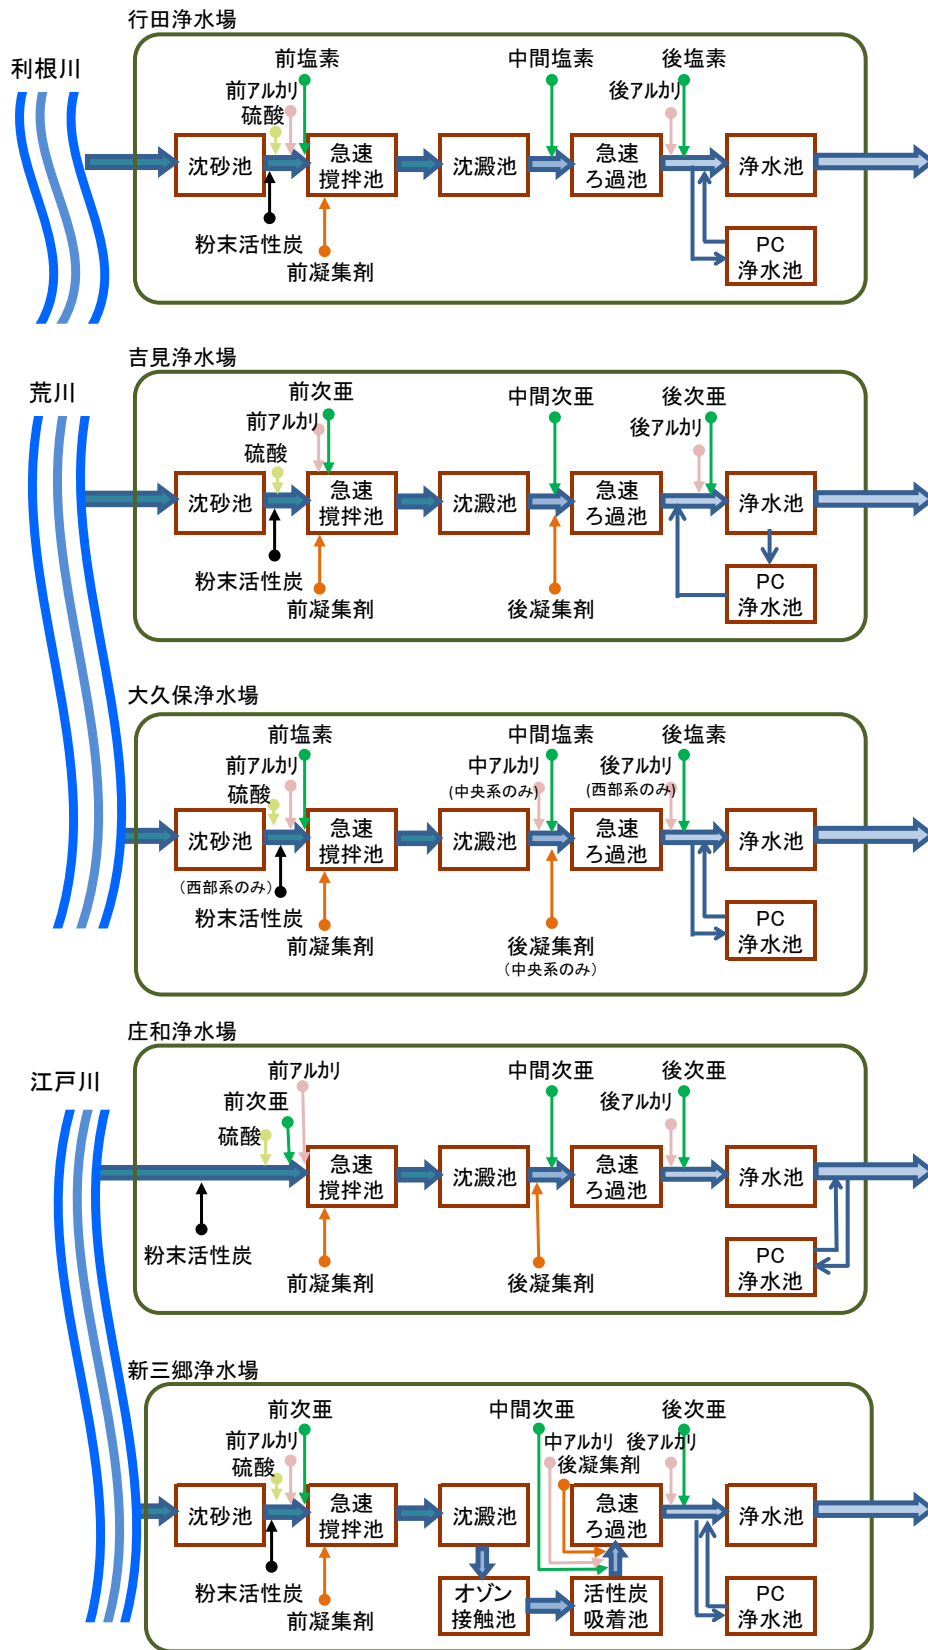 行田浄水場
利根川
前塩素
中間塩素
後塩素
前アルカリ
後アルカリ
硫酸
沈砂池
急速
攪拌池
沈澱池
急速
ろ過池
浄水池
粉末活性炭
前凝集剤
PC
浄水池
吉見浄水場
荒川
前次亜
中間次亜
後次亜
前アルカリ
後アルカリ
硫酸
沈砂池
急速
攪拌池
沈澱池
急速
ろ過池
浄水池
粉末活性炭
前凝集剤
後凝集剤
PC
浄水池
大久保浄水場
前塩素
中間塩素
後塩素
前アルカリ
中アルカリ
(中央系のみ)
後アルカリ
(西部系のみ)
硫酸
沈砂池
急速
攪拌池
沈澱池
急速
ろ過池
浄水池
(西部系のみ)
粉末活性炭
前凝集剤
後凝集剤
(中央系のみ)
PC
浄水池
庄和浄水場
江戸川
前アルカリ
中間次亜
後次亜
前次亜
後アルカリ
硫酸
急速
攪拌池
沈澱池
急速
ろ過池
浄水池
粉末活性炭
前凝集剤
後凝集剤
PC
浄水池
新三郷浄水場
前次亜
中間次亜
後次亜
前アルカリ
中アルカリ
後アルカリ
硫酸
後凝集剤
沈砂池
急速
攪拌池
沈澱池
急速
ろ過池
浄水池
粉末活性炭
前凝集剤
オゾン
接触池
活性炭
吸着池
PC
浄水池